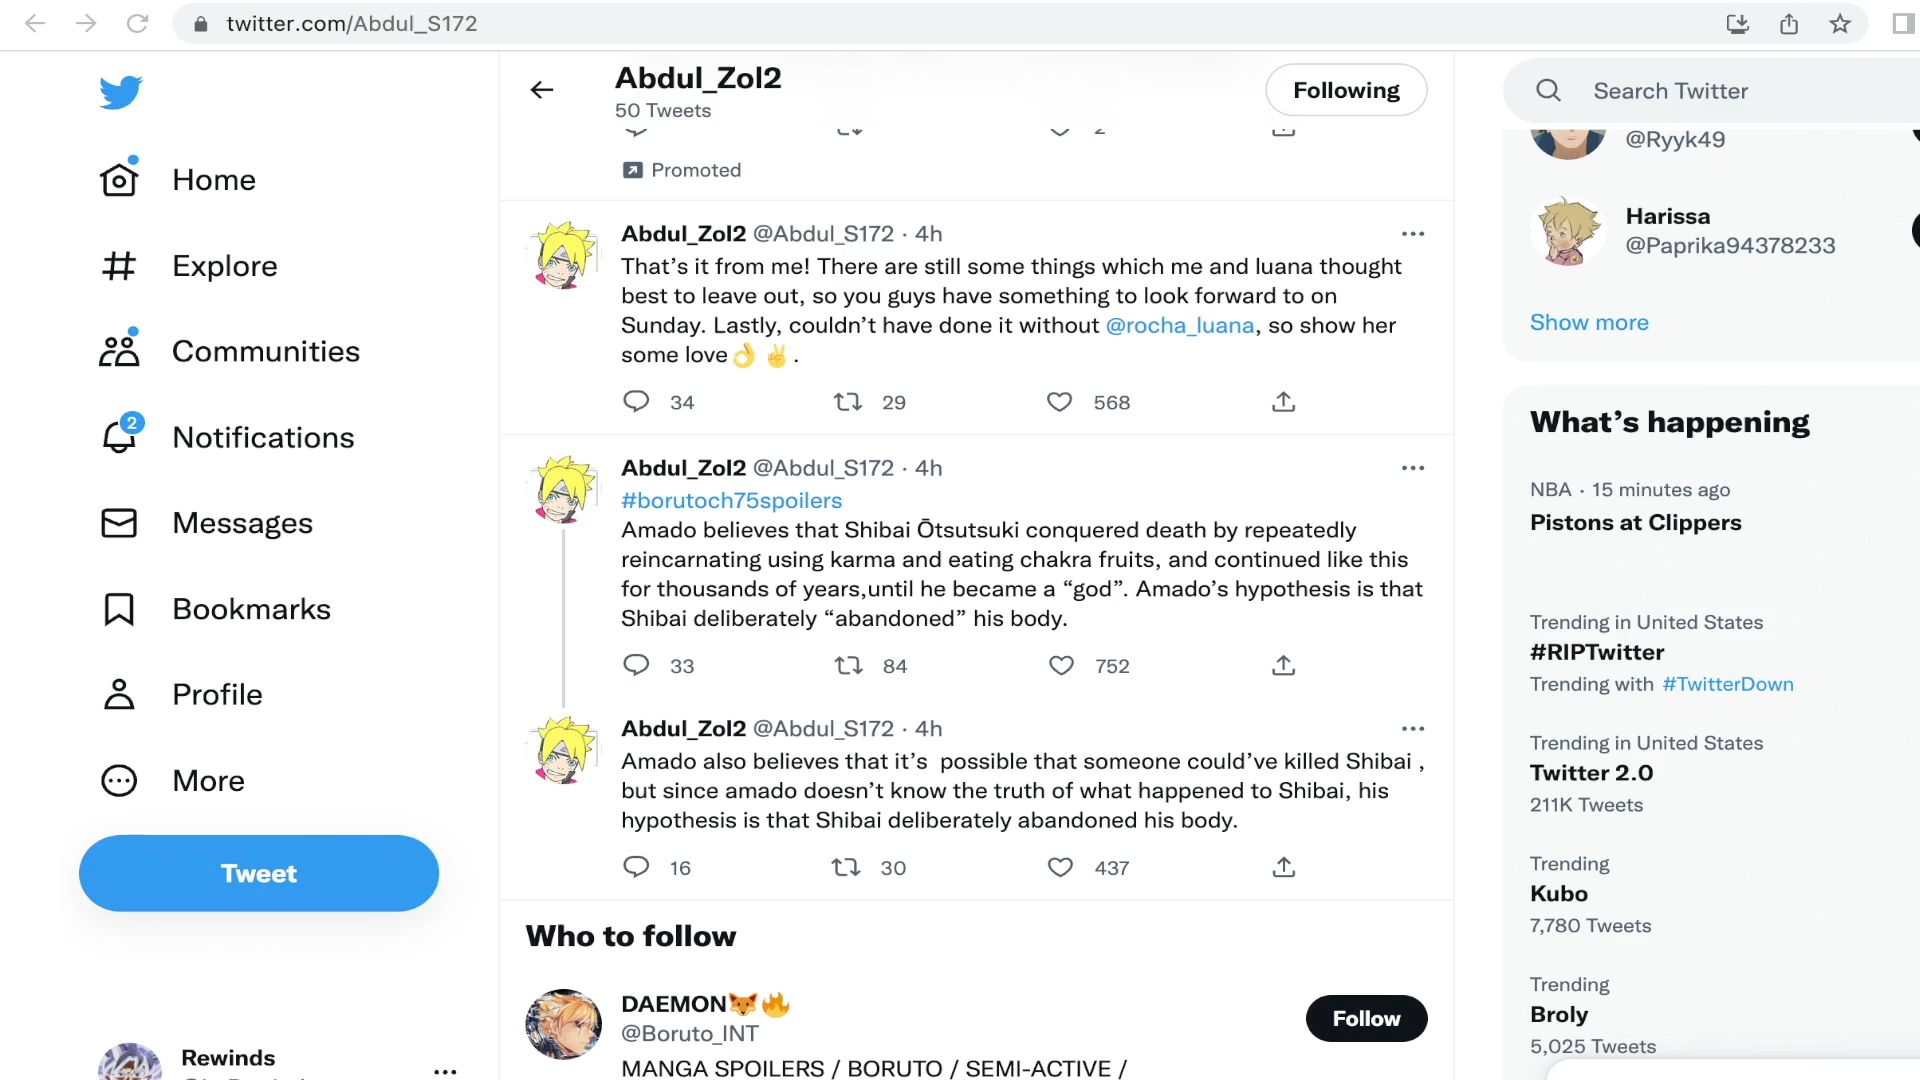 twitter.com/Abdul_S172
Home
Explore
Communities
2
Notifications
Messages
Bookmarks
Profile
More
Tweet
Rewinds
Abdul_Zol2
50 Tweets
Following
2
Promoted
Abdul_Zol2 @Abdul_S172 · 4h
That’s it from me! There are still some things which me and luana thought
best to leave out, so you guys have something to look forward to on
Sunday. Lastly, couldn’t have done it without @rocha_luana, so show her
some love👌 ✌️ .
34 29 568
Abdul_Zol2 @Abdul_S172 · 4h
#borutoch75spoilers
Amado believes that Shibai Ōtsutsuki conquered death by repeatedly
reincarnating using karma and eating chakra fruits, and continued like this
for thousands of years,until he became a “god”. Amado’s hypothesis is that
Shibai deliberately “abandoned” his body.
33 84 752
Abdul_Zol2 @Abdul_S172 · 4h
Amado also believes that it’s  possible that someone could’ve killed Shibai ,
but since amado doesn’t know the truth of what happened to Shibai, his
hypothesis is that Shibai deliberately abandoned his body.
16 30 437
Who to follow
DAEMON🦊🔥
@Boruto_INT
Follow
MANGA SPOILERS / BORUTO / SEMI-ACTIVE /
Search Twitter
@Ryyk49
Harissa
@Paprika94378233
Show more
What’s happening
NBA · 15 minutes ago
Pistons at Clippers
Trending in United States
#RIPTwitter
Trending with #TwitterDown
Trending in United States
Twitter 2.0
211K Tweets
Trending
Kubo
7,780 Tweets
Trending
Broly
5,025 Tweets